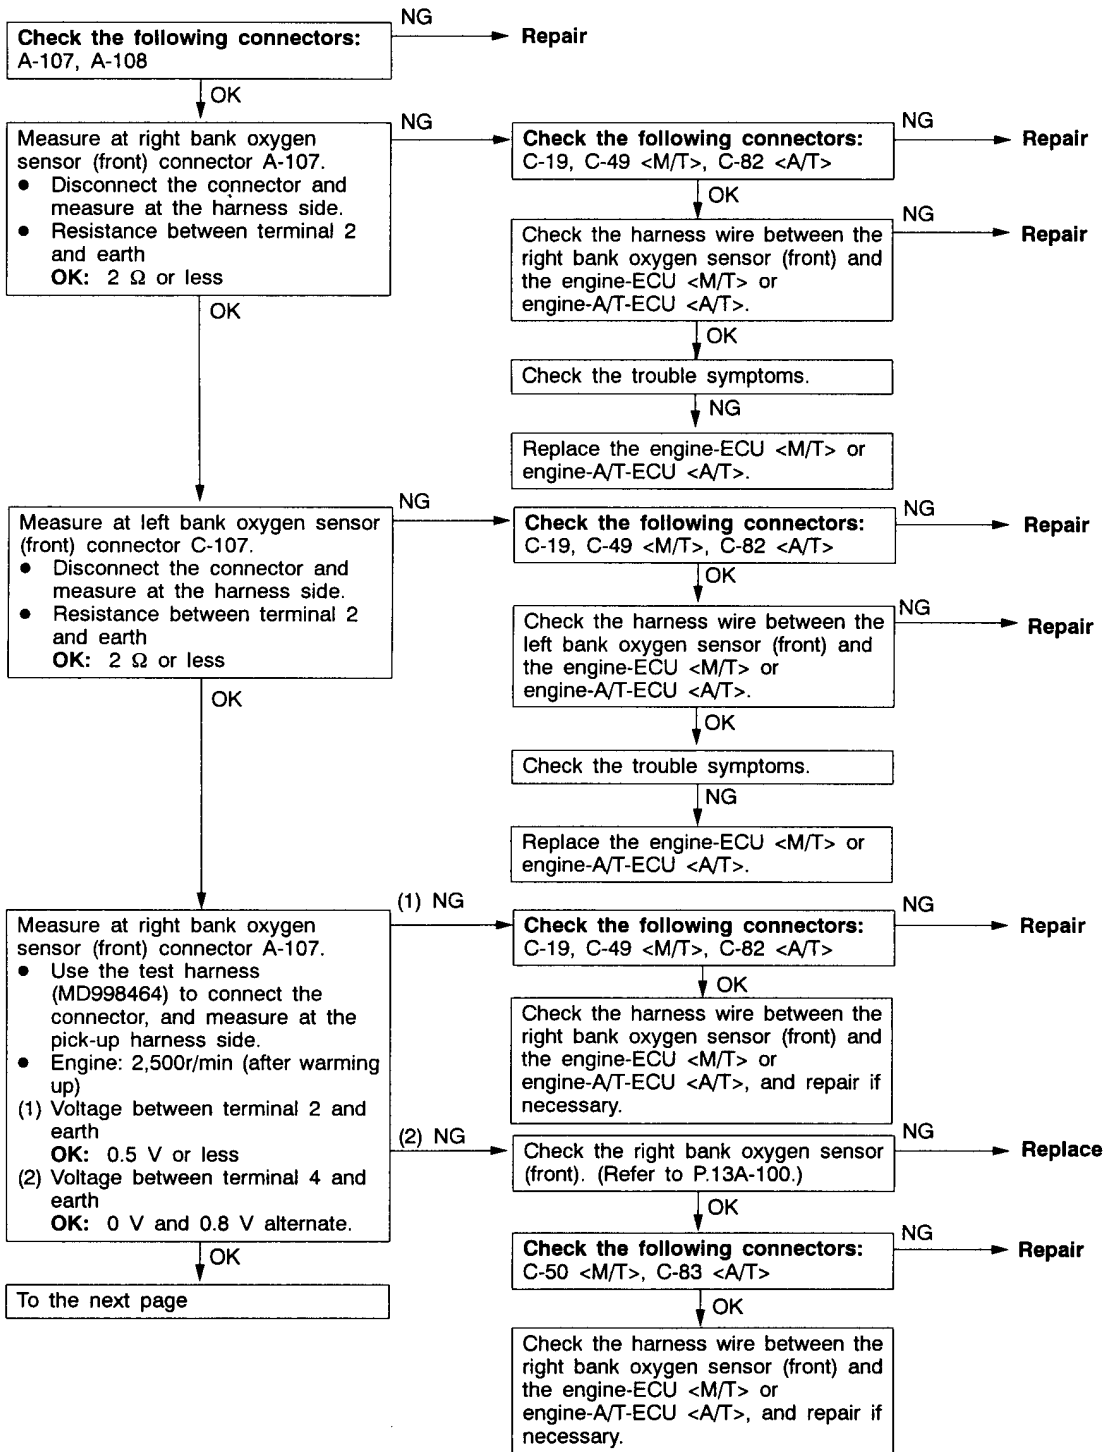 NG
Check the following connectors:
A-107, A-108
Repair
OK
Measure at right bank oxygen
sensor (front) connector A-107.
● Disconnect the connector and
measure at the harness side.
● Resistance between terminal 2
and earth
OK: 2 Ω or less
NG
Check the following connectors:
C-19, C-49 <M/T>, C-82 <A/T>
NG
Repair
OK
Check the harness wire between the
right bank oxygen sensor (front) and
the engine-ECU <M/T> or
engine-A/T-ECU <A/T>.
NG
Repair
OK
Check the trouble symptoms.
NG
Replace the engine-ECU <M/T> or
engine-A/T-ECU <A/T>.
OK
Measure at left bank oxygen sensor
(front) connector C-107.
● Disconnect the connector and
measure at the harness side.
● Resistance between terminal 2
and earth
OK: 2 Ω or less
NG
Check the following connectors:
C-19, C-49 <M/T>, C-82 <A/T>
NG
Repair
OK
Check the harness wire between the
left bank oxygen sensor (front) and
the engine-ECU <M/T> or
engine-A/T-ECU <A/T>.
NG
Repair
OK
Check the trouble symptoms.
NG
Replace the engine-ECU <M/T> or
engine-A/T-ECU <A/T>.
OK
Measure at right bank oxygen
sensor (front) connector A-107.
● Use the test harness
(MD998464) to connect the
connector, and measure at the
pick-up harness side.
● Engine: 2,500r/min (after warming
up)
(1) Voltage between terminal 2 and
earth
OK: 0.5 V or less
(2) Voltage between terminal 4 and
earth
OK: 0 V and 0.8 V alternate.
(1) NG
Check the following connectors:
C-19, C-49 <M/T>, C-82 <A/T>
NG
Repair
OK
Check the harness wire between the
right bank oxygen sensor (front) and
the engine-ECU <M/T> or
engine-A/T-ECU <A/T>, and repair if
necessary.
(2) NG
Check the right bank oxygen sensor
(front). (Refer to P.13A-100.)
NG
Replace
OK
Check the following connectors:
C-50 <M/T>, C-83 <A/T>
NG
Repair
OK
Check the harness wire between the
right bank oxygen sensor (front) and
the engine-ECU <M/T> or
engine-A/T-ECU <A/T>, and repair if
necessary.
OK
To the next page